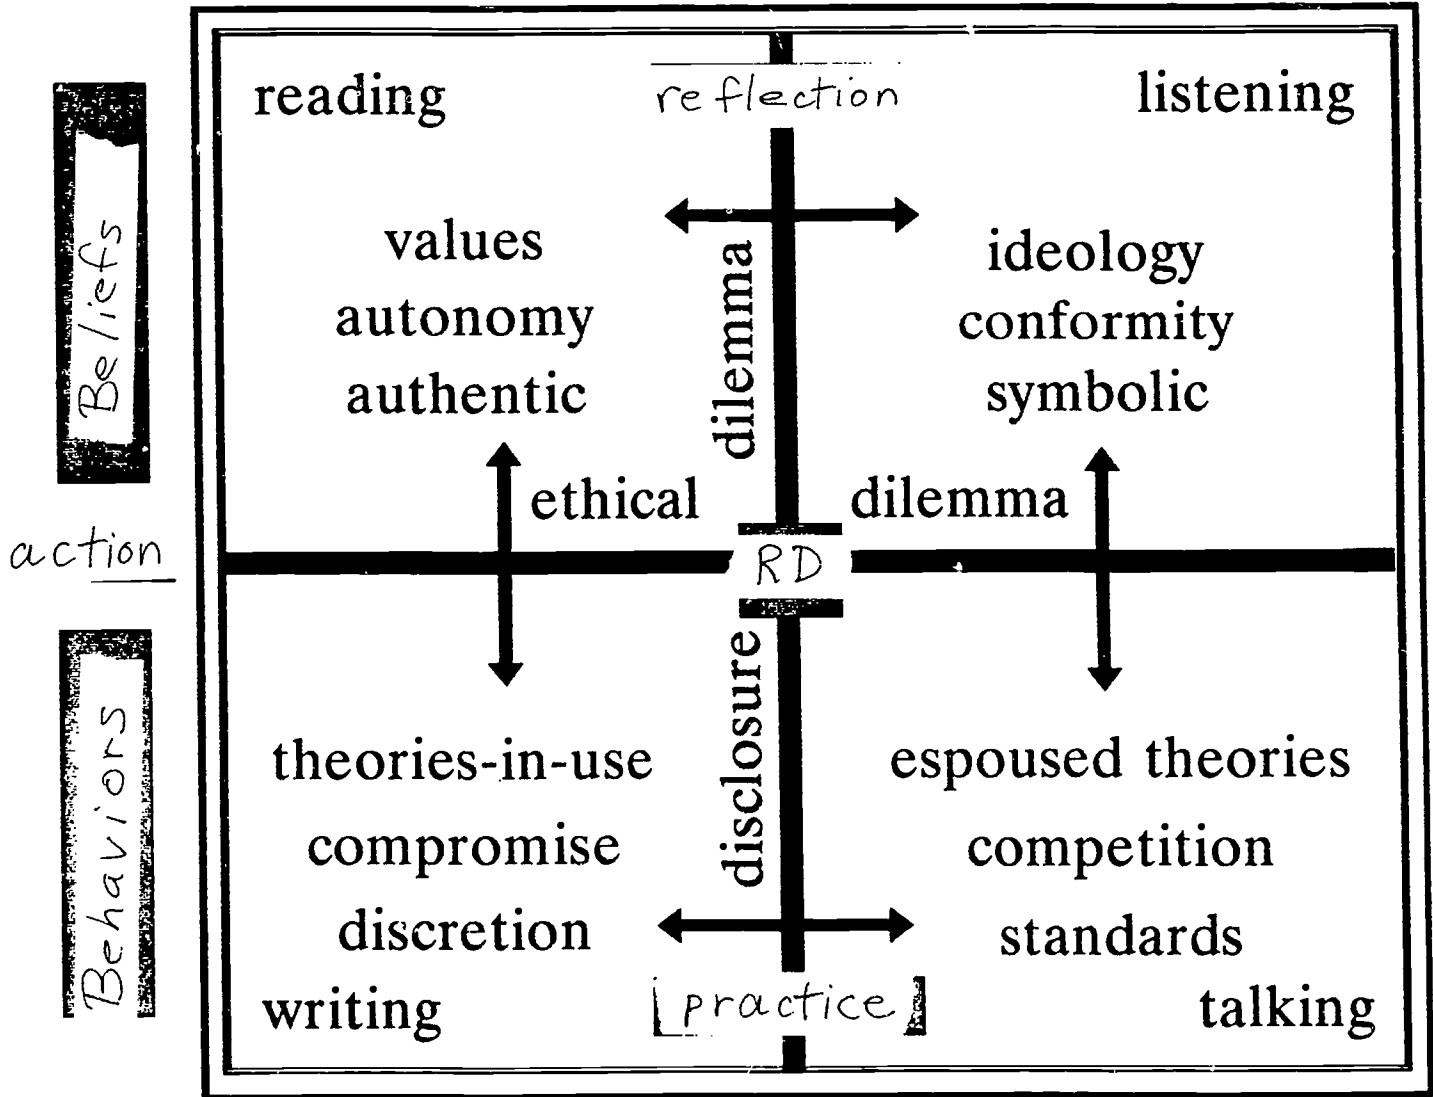 reading
reflection
listening
Beliefs
values
autonomy
authentic
dilemma
ideology
conformity
symbolic
ethical
dilemma
action
RD
Behaviors
disclosure
theories-in-use
compromise
discretion
writing
espoused theories
competition
standards
talking
practice